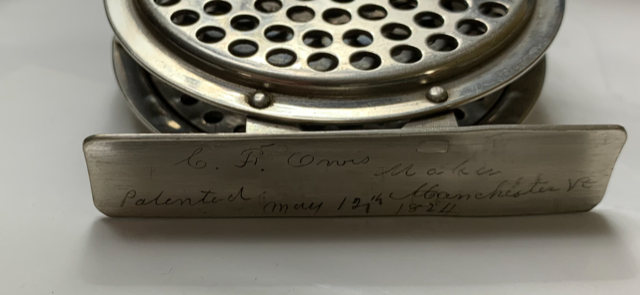 C. F. Orvis Maker
Patented May 12th Manchester Vt
1874